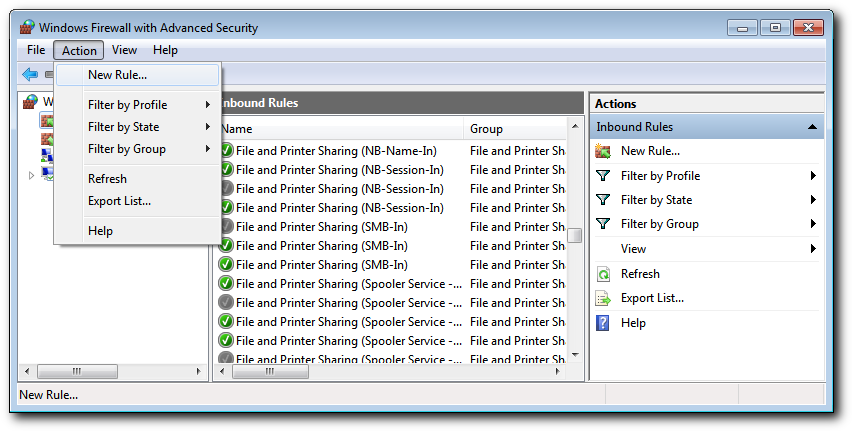 Windows Firewall with Advanced Security
File Action View Help
New Rule...
Filter by Profile
Filter by State
Filter by Group
Refresh
Export List...
Help
Inbound Rules
Name Group
File and Printer Sharing (NB-Name-In) File and Printer Sh
File and Printer Sharing (NB-Session-In) File and Printer Sh
File and Printer Sharing (NB-Session-In) File and Printer Sh
File and Printer Sharing (NB-Session-In) File and Printer Sh
File and Printer Sharing (SMB-In) File and Printer Sh
File and Printer Sharing (SMB-In) File and Printer Sh
File and Printer Sharing (SMB-In) File and Printer Sh
File and Printer Sharing (Spooler Service -... File and Printer Sh
File and Printer Sharing (Spooler Service -... File and Printer Sh
File and Printer Sharing (Spooler Service -... File and Printer Sh
File and Printer Sharing (Spooler Service -... File and Printer Sh
File and Printer Sharing (Spooler Service -... File and Printer Sh
Actions
Inbound Rules
New Rule...
Filter by Profile
Filter by State
Filter by Group
View
Refresh
Export List...
Help
New Rule...